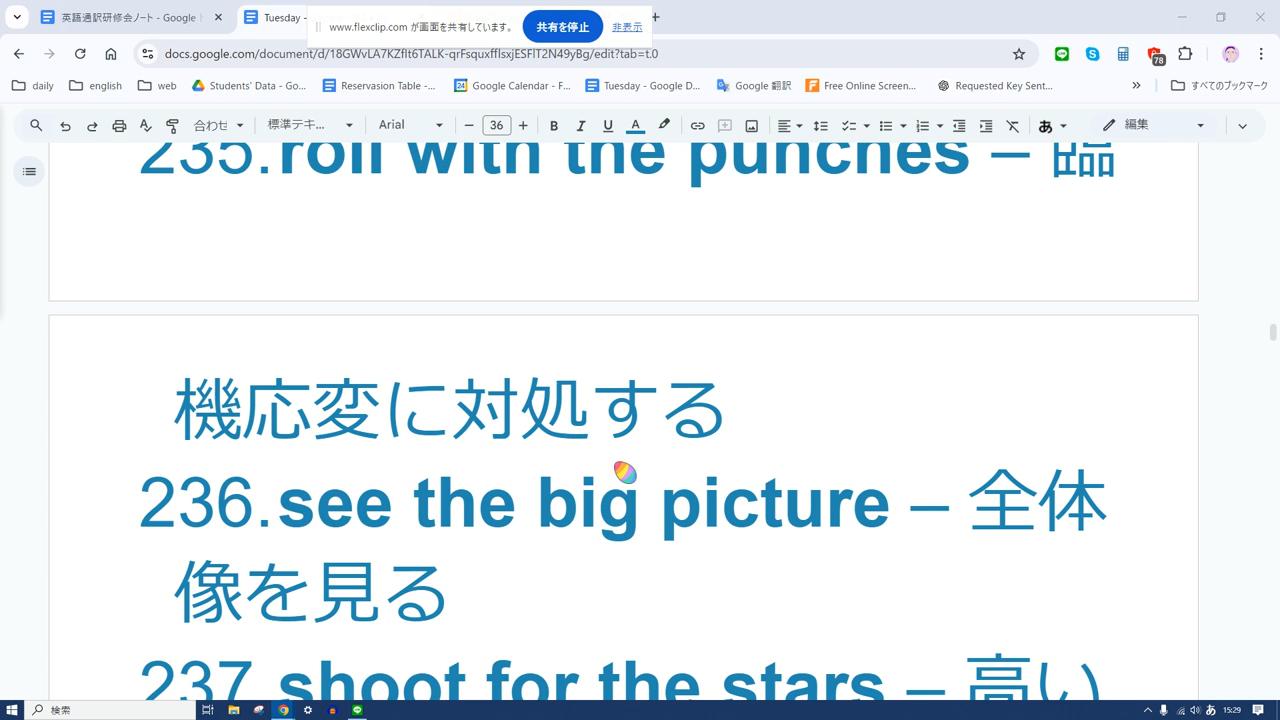 英語通訳研修会ノート - Google
Tuesday -
www.flexclip.com が画面を共有しています。
共有を停止
非表示
docs.google.com/document/d/18GWvLA7KZflt6TALK-qrFsquxfflsxjESFlT2N49yBg/edit?tab=t.0
78
daily
english
web
Students' Data - Go...
Reservasion Table -...
Google Calendar - F...
Tuesday - Google D...
Google 翻訳
Free Online Screen...
Requested Key Sent...
すべてのブックマーク
標準テキ...
Arial
36
編集
235. roll with the punches – 臨
機応変に対処する
236. see the big picture – 全体
像を見る
237. shoot for the stars – 高い
検索
あ
15:29